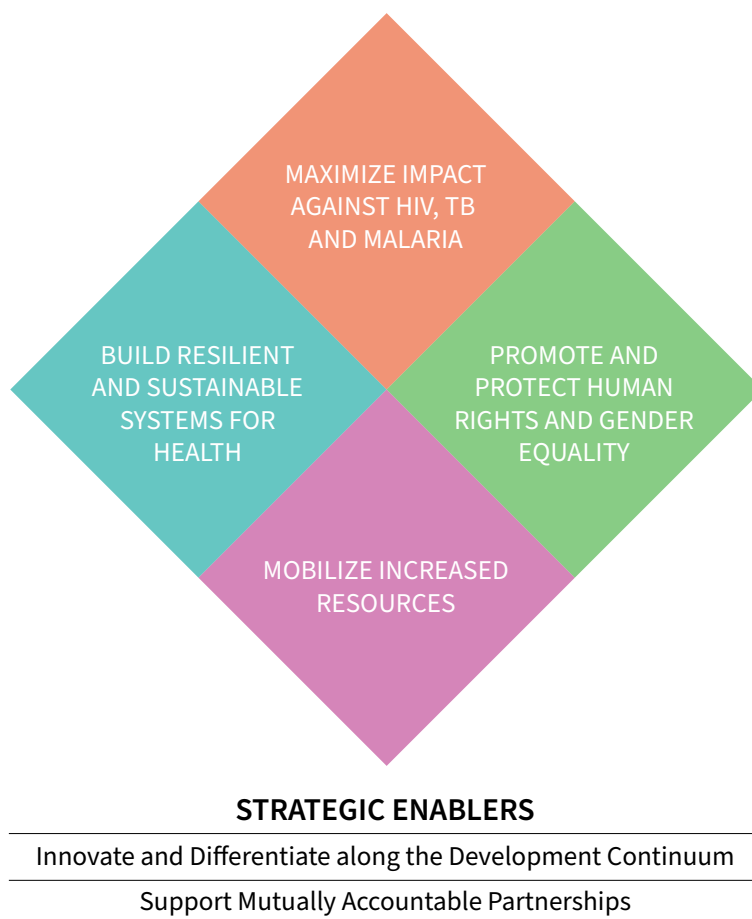 MAXIMIZE IMPACT
AGAINST HIV, TB
AND MALARIA
BUILD RESILIENT
AND SUSTAINABLE
SYSTEMS FOR
HEALTH
PROMOTE AND
PROTECT HUMAN
RIGHTS AND GENDER
EQUALITY
MOBILIZE INCREASED
RESOURCES
STRATEGIC ENABLERS
Innovate and Differentiate along the Development Continuum
Support Mutually Accountable Partnerships